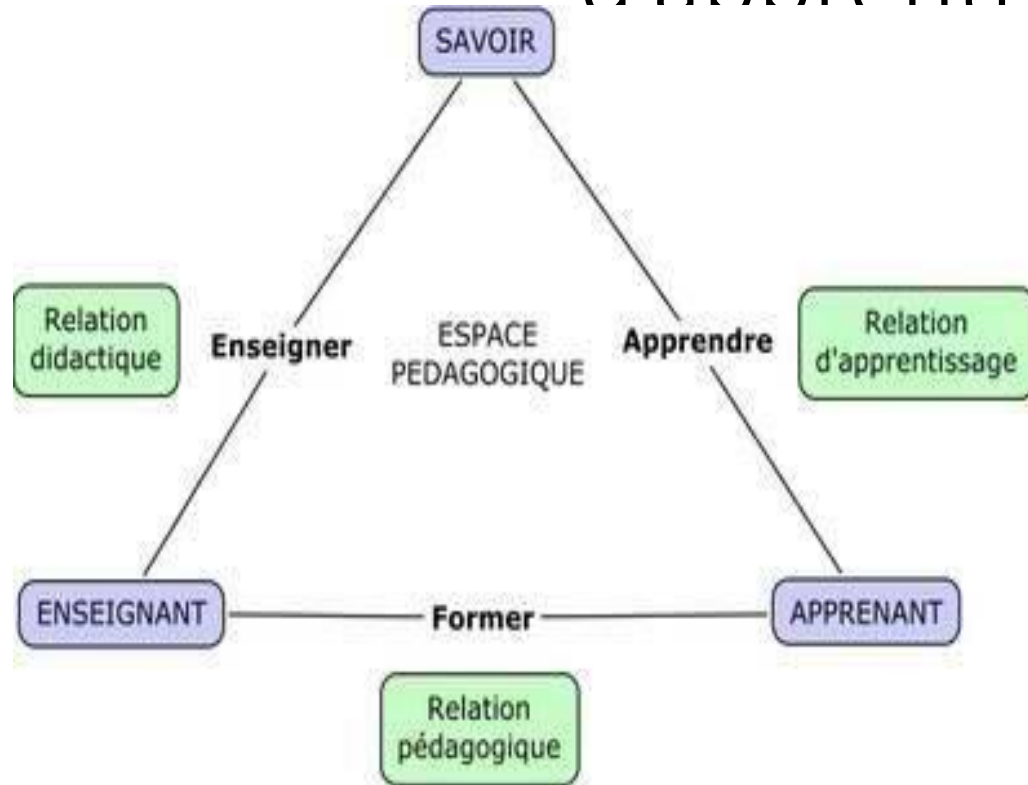 SAVOIR
Relation
didactique
Enseigner
ESPACE
PEDAGOGIQUE
Apprendre
Relation
d'apprentissage
ENSEIGNANT
Former
APPRENANT
Relation
pédagogique